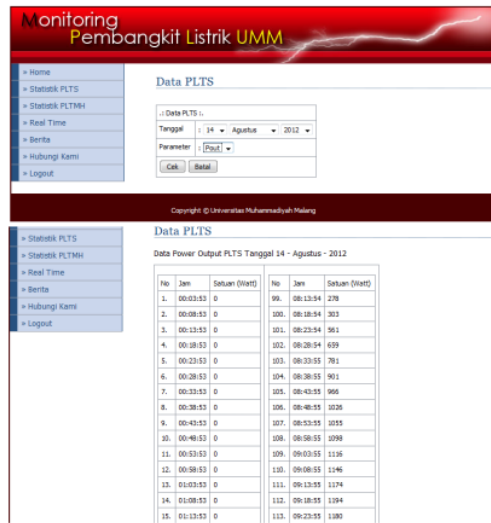 Monitoring
Pembangkit Listrik UMM
» Home
» Statistik PLTS
» Statistik PLTMH
» Real Time
» Berita
» Hubungi Kami
» Logout
Data PLTS
.: Data PLTS :.
Tanggal : 14 Agustus 2012
Parameter : Pout
Cek Batal
Copyright © Universitas Muhammadiyah Malang
» Statistik PLTS
» Statistik PLTMH
» Real Time
» Berita
» Hubungi Kami
» Logout
Data PLTS
Data Power Output PLTS Tanggal 14 - Agustus - 2012
No Jam Satuan (Watt) No Jam Satuan (Watt)
1. 00:03:53 0 99. 08:13:54 278
2. 00:08:53 0 100. 08:18:54 303
3. 00:13:53 0 101. 08:23:54 561
4. 00:18:53 0 102. 08:28:54 659
5. 00:23:53 0 103. 08:33:55 781
6. 00:28:53 0 104. 08:38:55 901
7. 00:33:53 0 105. 08:43:55 966
8. 00:38:53 0 106. 08:48:55 1026
9. 00:43:53 0 107. 08:53:55 1055
10. 00:48:53 0 108. 08:58:55 1098
11. 00:53:53 0 109. 09:03:55 1116
12. 00:58:53 0 110. 09:08:55 1146
13. 01:03:53 0 111. 09:13:55 1174
14. 01:08:53 0 112. 09:18:55 1194
15. 01:13:53 0 113. 09:23:55 1180